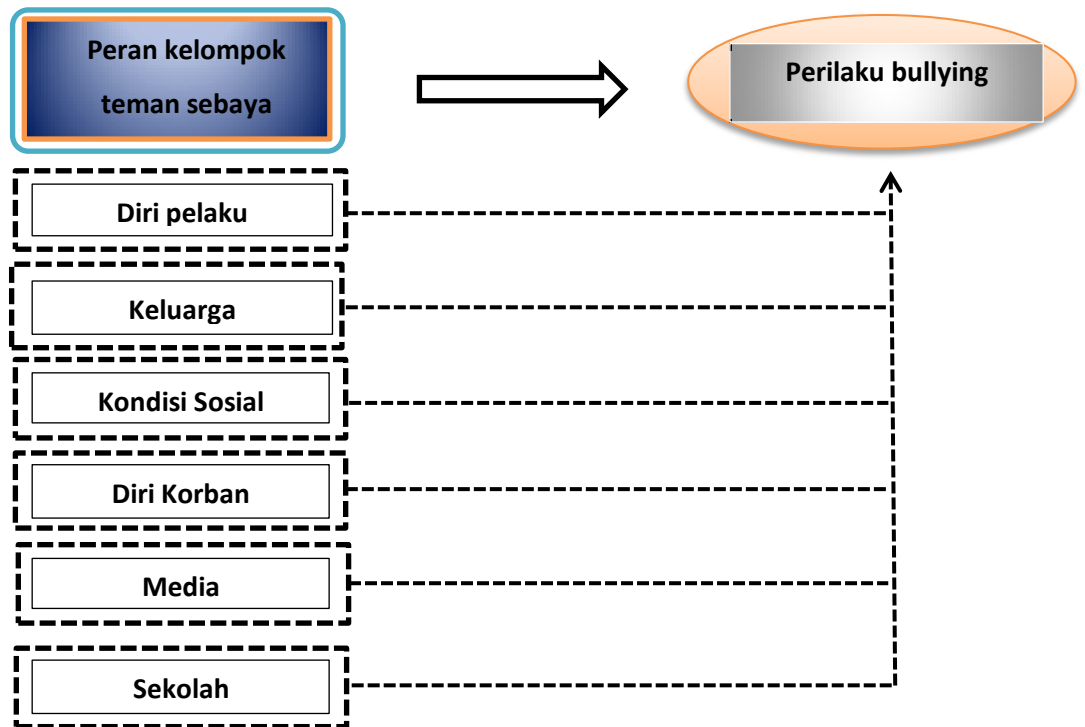 Peran kelompok
teman sebaya
Perilaku bullying
Diri pelaku
Keluarga
Kondisi Sosial
Diri Korban
Media
Sekolah